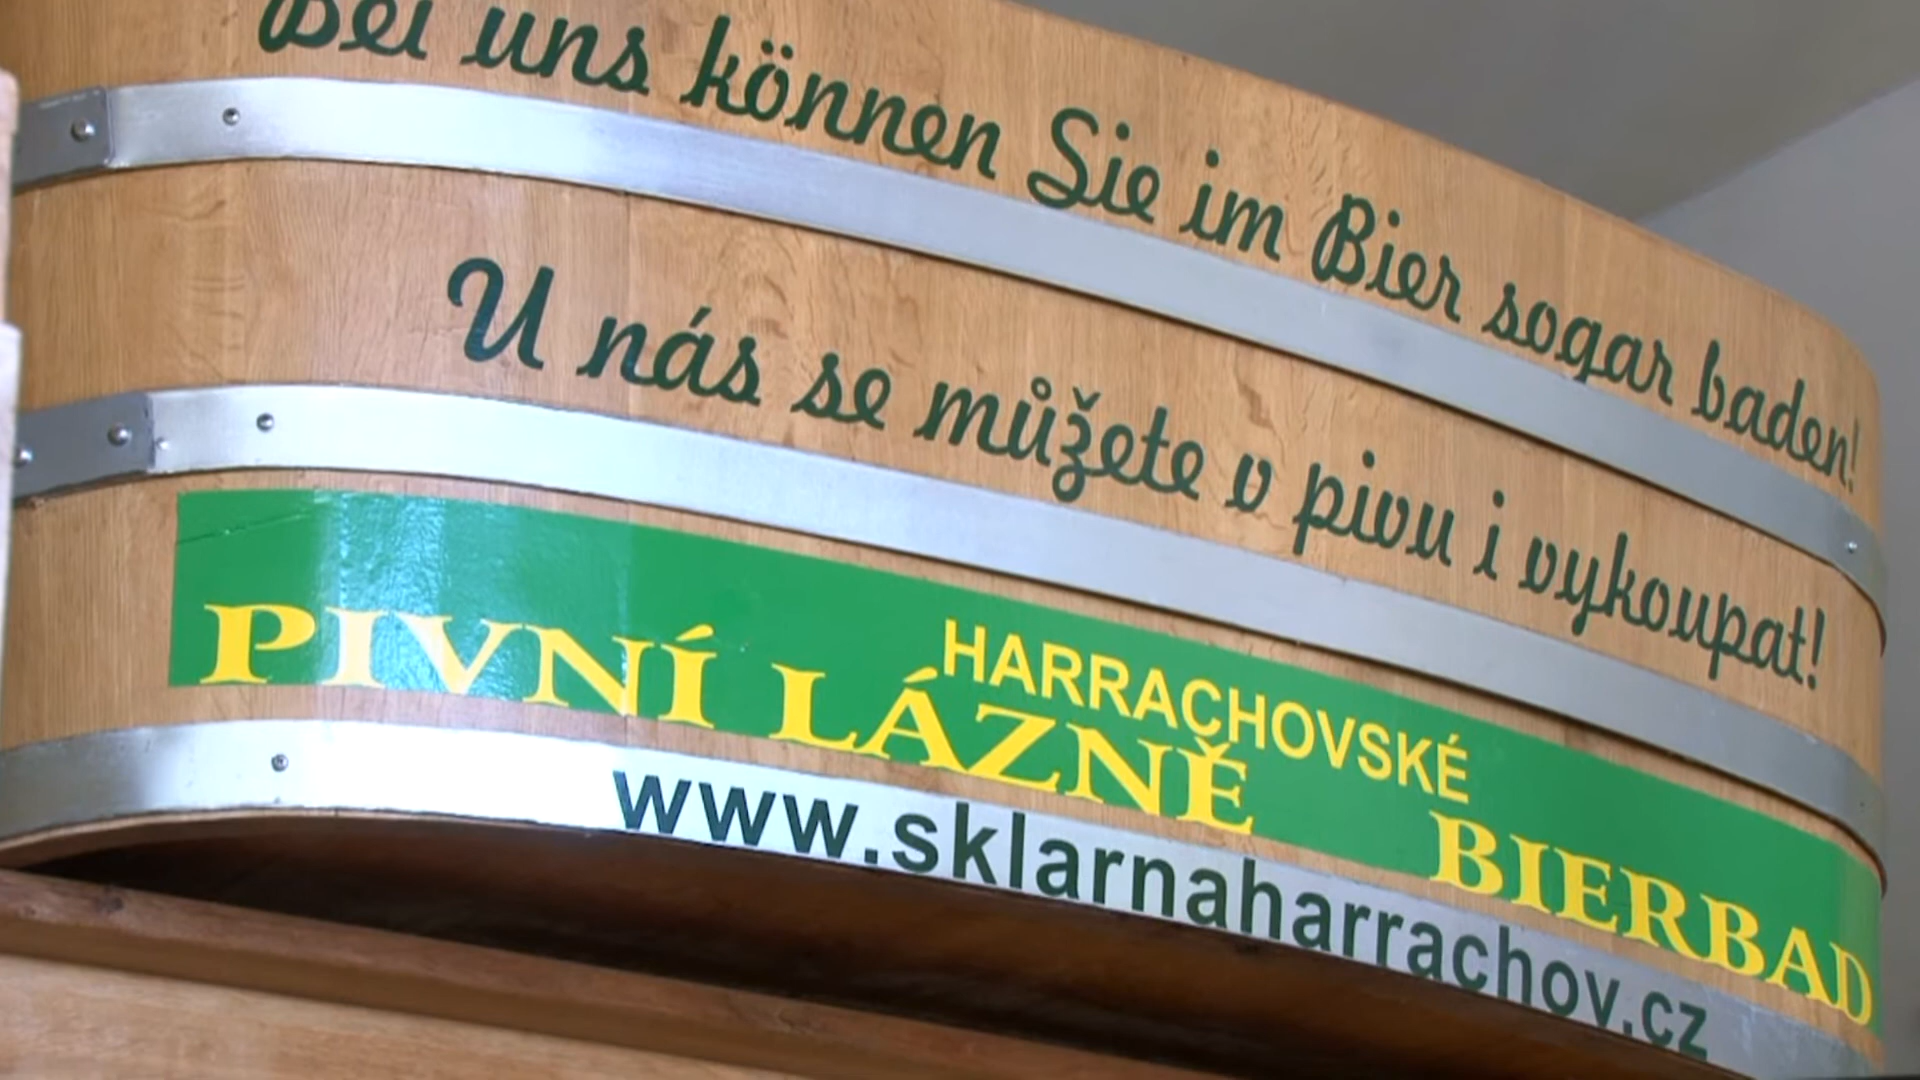 Bei uns können Sie im Bier sogar baden!
U nás se můžete v pivu i vykoupat!
HARRACHOVSKÉ
PIVNÍ LÁZNĚ BIERBAD
www.sklarnaharrachov.cz